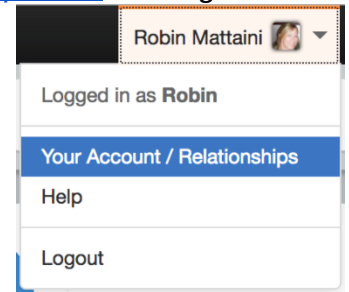 Robin Mattaini
Logged in as Robin
Your Account / Relationships
Help
Logout